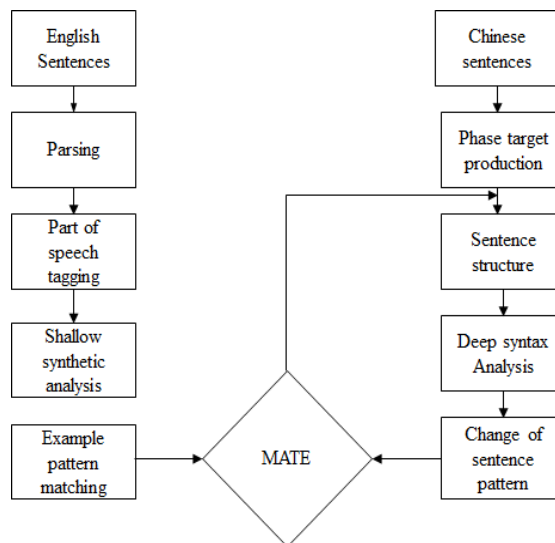 English
Sentences
Parsing
Part of
speech
tagging
Shallow
synthetic
analysis
Example
pattern
matching
MATE
Chinese
sentences
Phase target
production
Sentence
structure
Deep syntax
Analysis
Change of
sentence
pattern